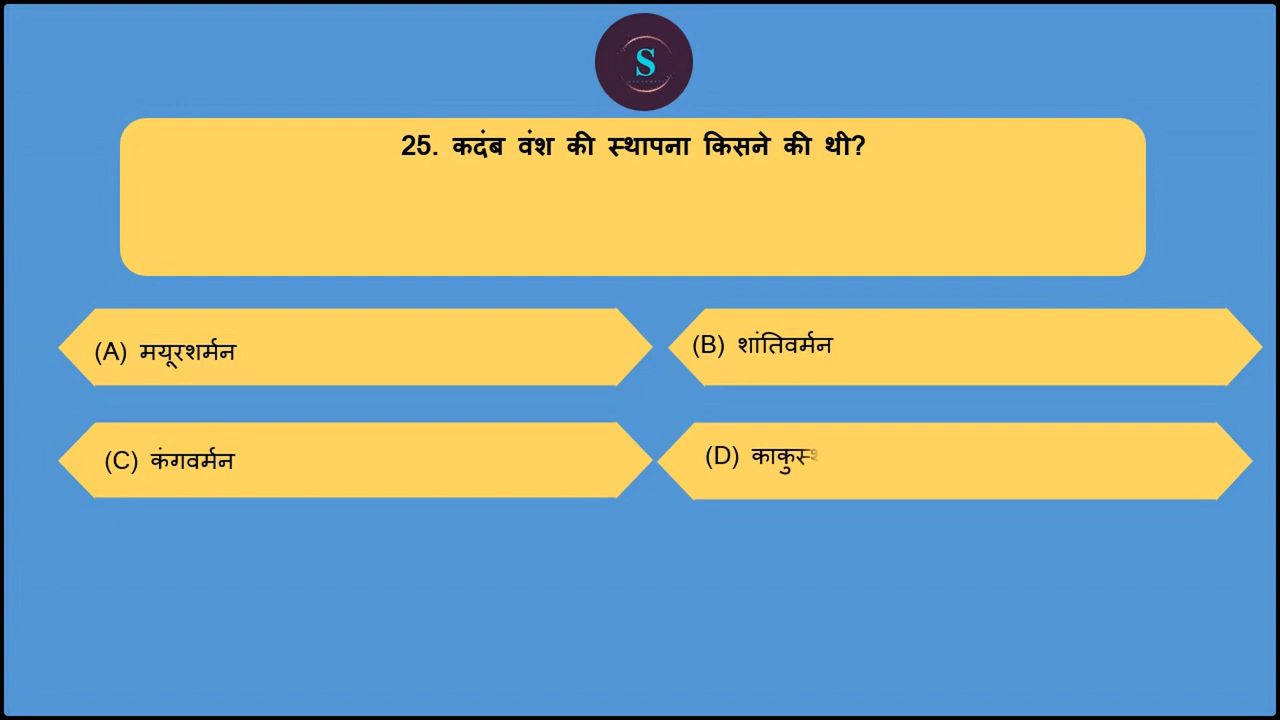 S
25. कदंब वंश की स्थापना किसने की थी?
(A) मयूरशर्मन
(B) शांतिवर्मन
(C) कंगवर्मन
(D)